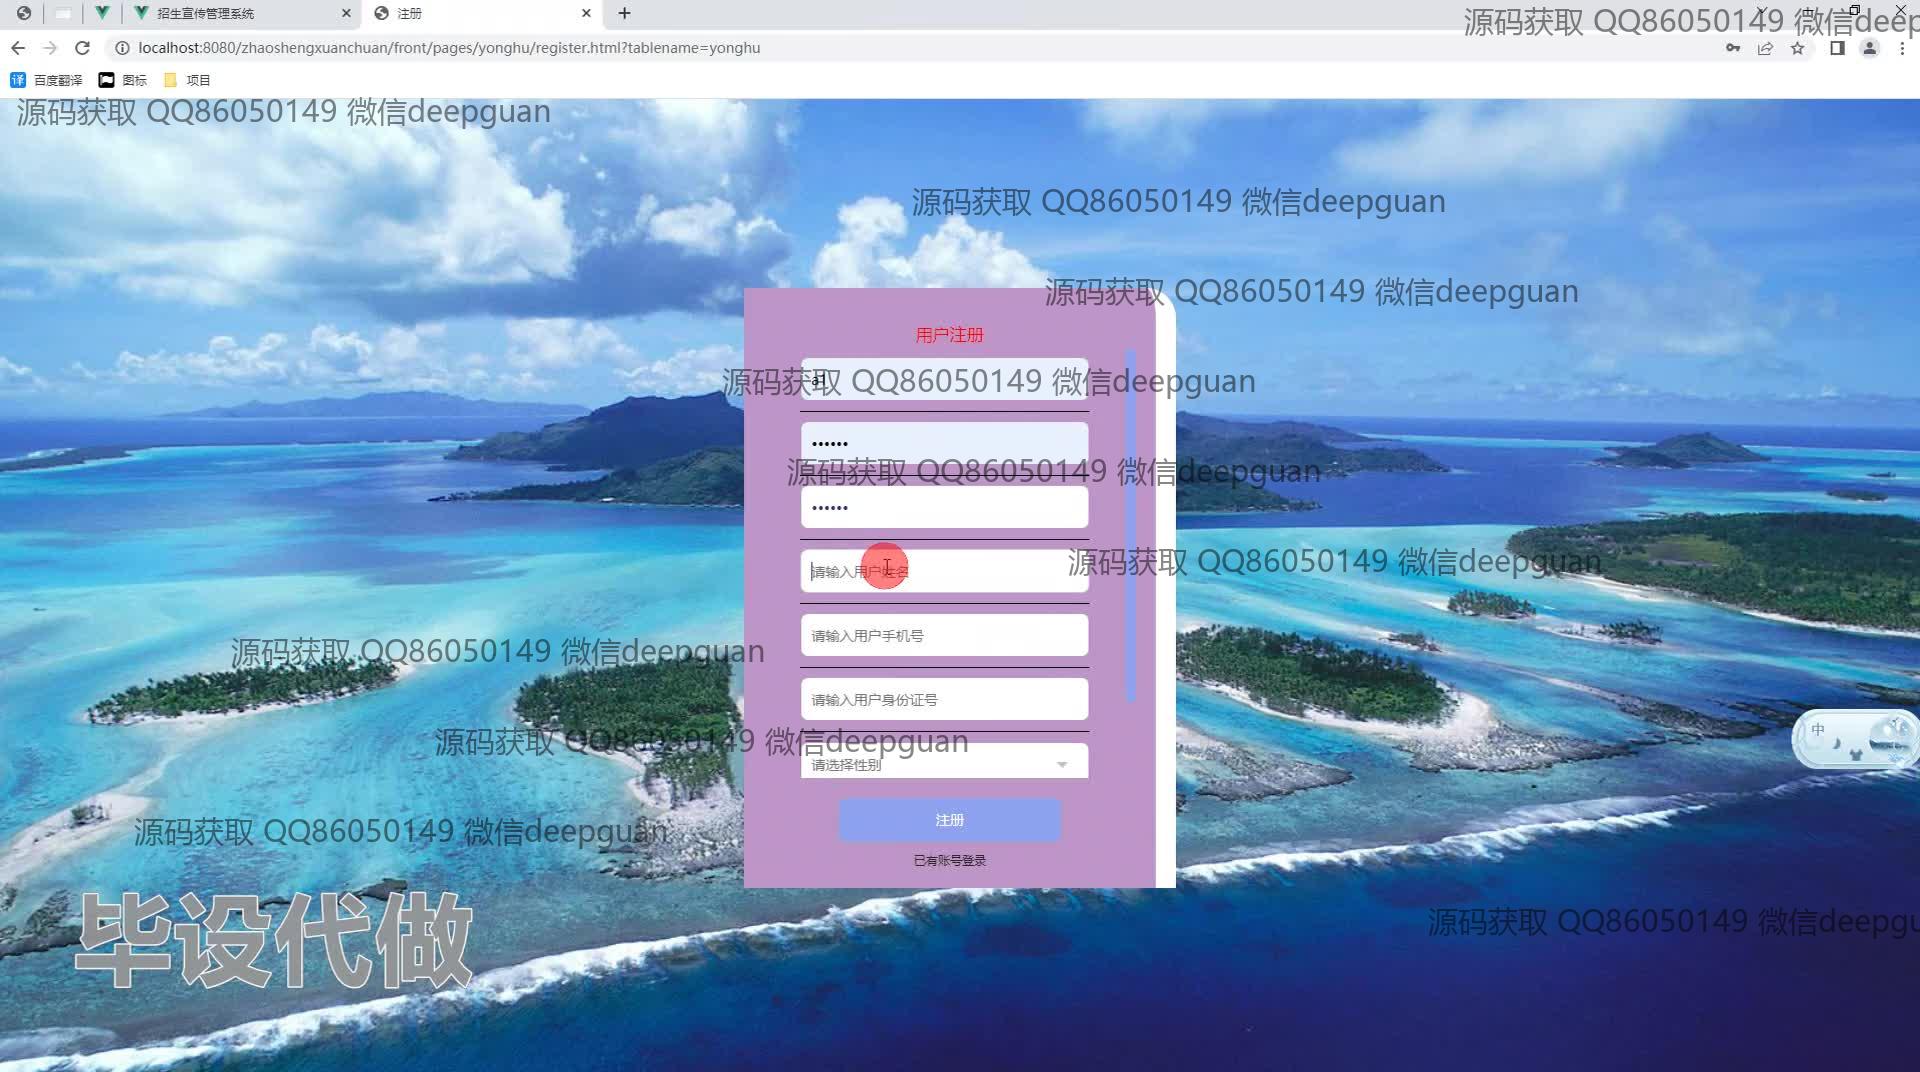 招生宣传管理系统
注册
源码获取 QQ86050149 微信deep
localhost:8080/zhaoshengxuanchuan/front/pages/yonghu/register.html?tablename=yonghu
译 百度翻译
图标
项目
源码获取 QQ86050149 微信deepguan
源码获取 QQ86050149 微信deepguan
源码获取 QQ86050149 微信deepguan
用户注册
源码获取 QQ86050149 微信deepguan
源码获取 QQ86050149 微信deepguan
源码获取 QQ86050149 微信deepguan
请输入用户姓名
请输入用户手机号
源码获取 QQ86050149 微信deepguan
请输入用户身份证号
中
源码获取 QQ86050149 微信deepguan
请选择性别
注册
源码获取 QQ86050149 微信deepguan
已有账号登录
源码获取 QQ86050149 微信deepgu
毕设代做